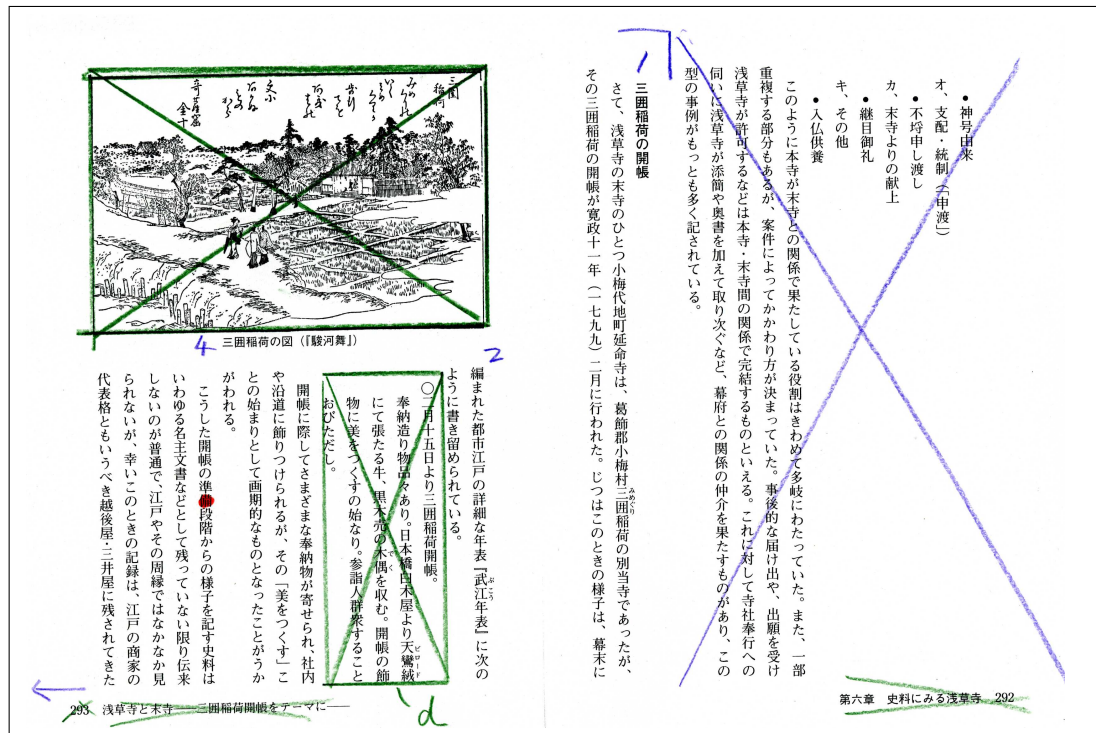 ● 神号由来
オ、支配・統制(「申渡」)
● 不埒申し渡し
カ、末寺よりの献上
● 継目御礼
キ、その他
● 入仏供養
このように本寺が末寺との関係で果たしている役割はきわめて多岐にわたっていた。また、一部
重複する部分もあるが、案件によってかかわり方が決まっていた。事後的な届け出や、出願を受け
浅草寺が許可するなどは本寺・末寺間の関係で完結するものといえる。これに対して寺社奉行への
伺いに浅草寺が添簡や奥書を加えて取り次ぐなど、幕府との関係の仲介を果たすものがあり、この
型の事例がもっとも多く記されている。
三囲稲荷の開帳
さて、浅草寺の末寺のひとつ小梅代地町延命寺は、葛飾郡小梅村三囲稲荷の別当寺であったが、
みめぐり
その三囲稲荷の開帳が寛政十一年(一七九九)二月に行われた。じつはこのときの様子は、幕末に
第六章 史料にみる浅草寺 292
三囲稲荷の図(『駿河舞』)
4
2
編まれた都市江戸の詳細な年表『武江年表』に次の
ぶこう
ように書き留められている。
〇二月十五日より三囲稲荷開帳。
奉納造り物品々あり。日本橋白木屋より天鵞絨
ビロード
にて張たる牛、黒木売の木偶を収む。開帳の飾
でく
物に美をつくすの始なり。参詣人群衆すること
おびただし。
開帳に際してさまざまな奉納物が寄せられ、社内
や沿道に飾りつけられるが、その「美をつくす」こ
との始まりとして画期的なものとなったことがうか
がわれる。
こうした開帳の準備段階からの様子を記す史料は
いわゆる名主文書などとして残っていない限り伝来
しないのが普通で、江戸やその周縁ではなかなか見
られないが、幸いこのときの記録は、江戸の商家の
代表格ともいうべき越後屋・三井屋に残されてきた
d
293 浅草寺と末寺――三囲稲荷開帳をテーマに――